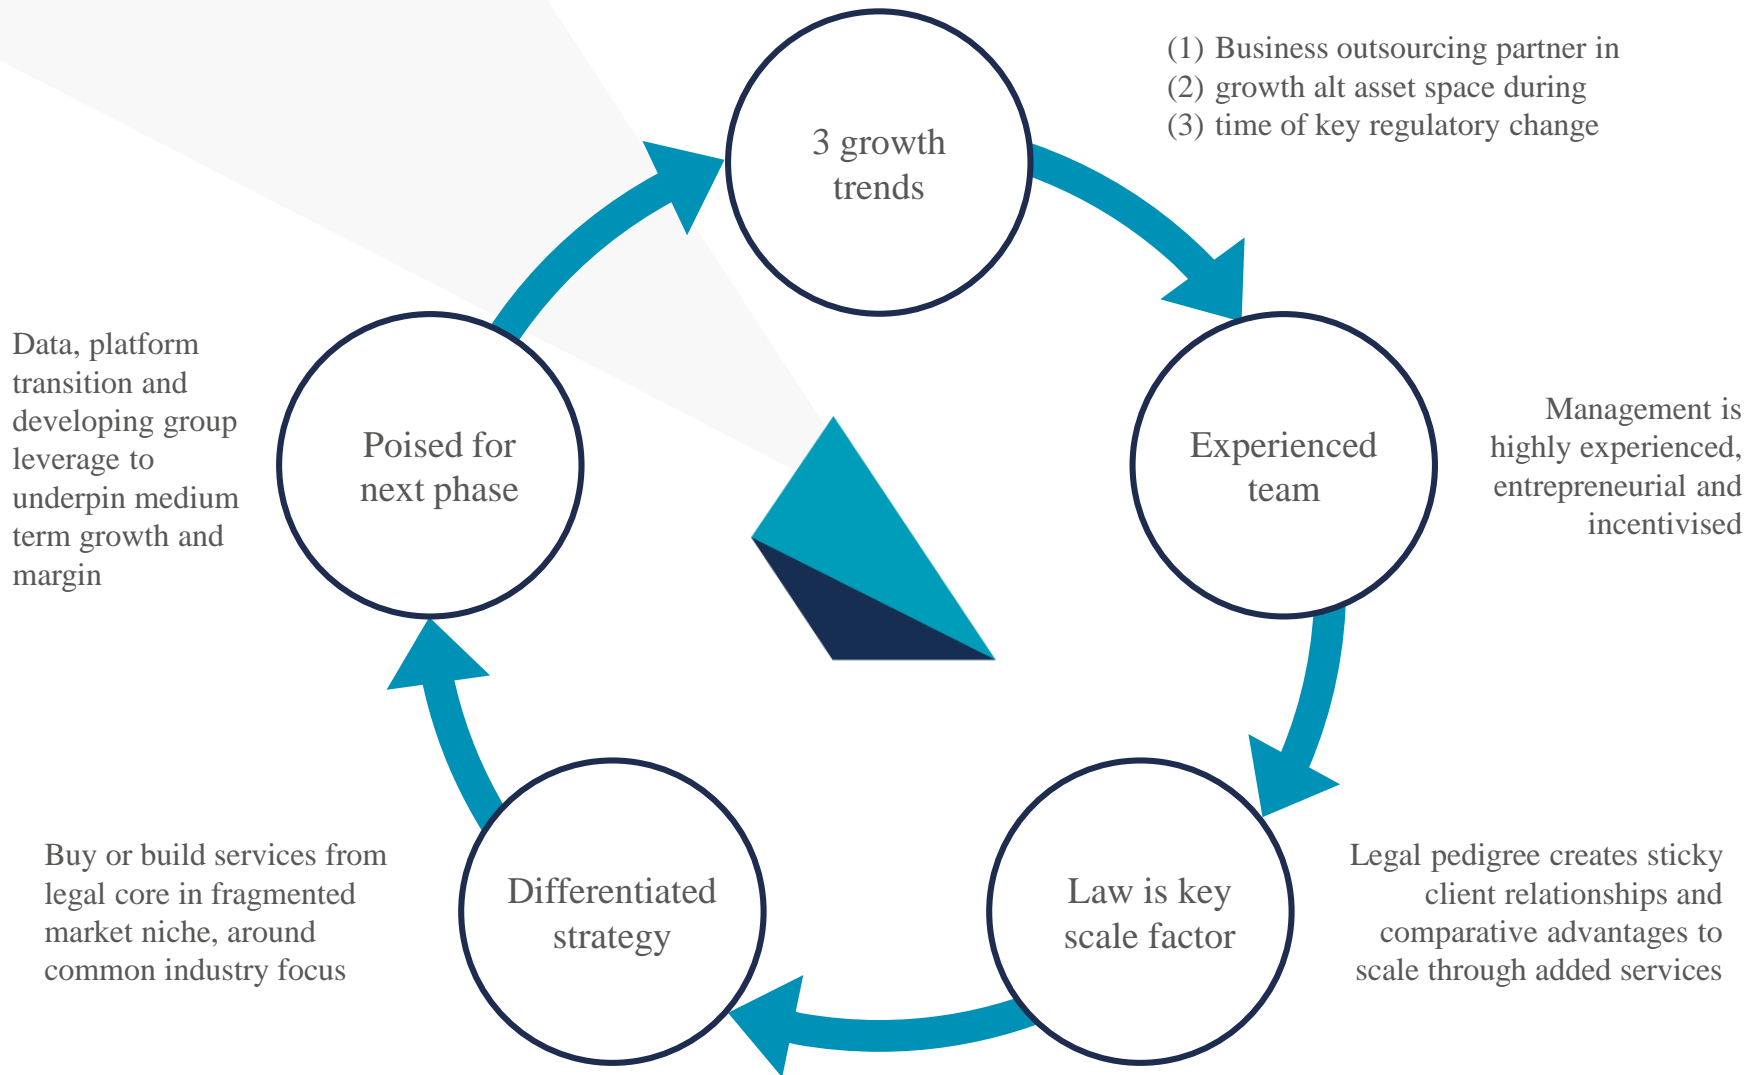 3 growth
trends
(1) Business outsourcing partner in
(2) growth alt asset space during
(3) time of key regulatory change
Experienced
team
Management is
highly experienced,
entrepreneurial and
incentivised
Law is key
scale factor
Legal pedigree creates sticky
client relationships and
comparative advantages to
scale through added services
Differentiated
strategy
Buy or build services from
legal core in fragmented
market niche, around
common industry focus
Poised for
next phase
Data, platform
transition and
developing group
leverage to
underpin medium
term growth and
margin